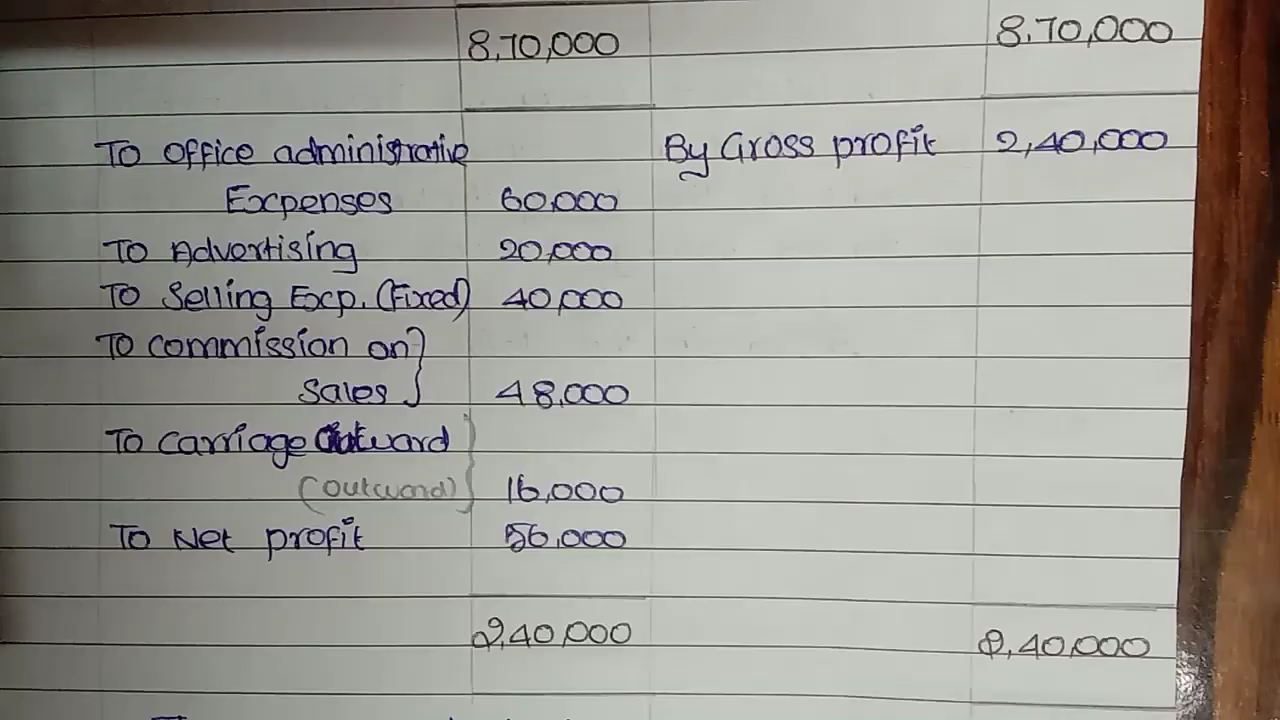 8,70,000 8,70,000
To Office administrative By Gross profit 2,40,000
Expenses 60,000
To Advertising 20,000
To Selling Exp. (Fixed) 40,000
To commission on }
Sales } 48,000
To carriage Outward }
(outward) } 16,000
To Net profit 56,000
2,40,000 2,40,000